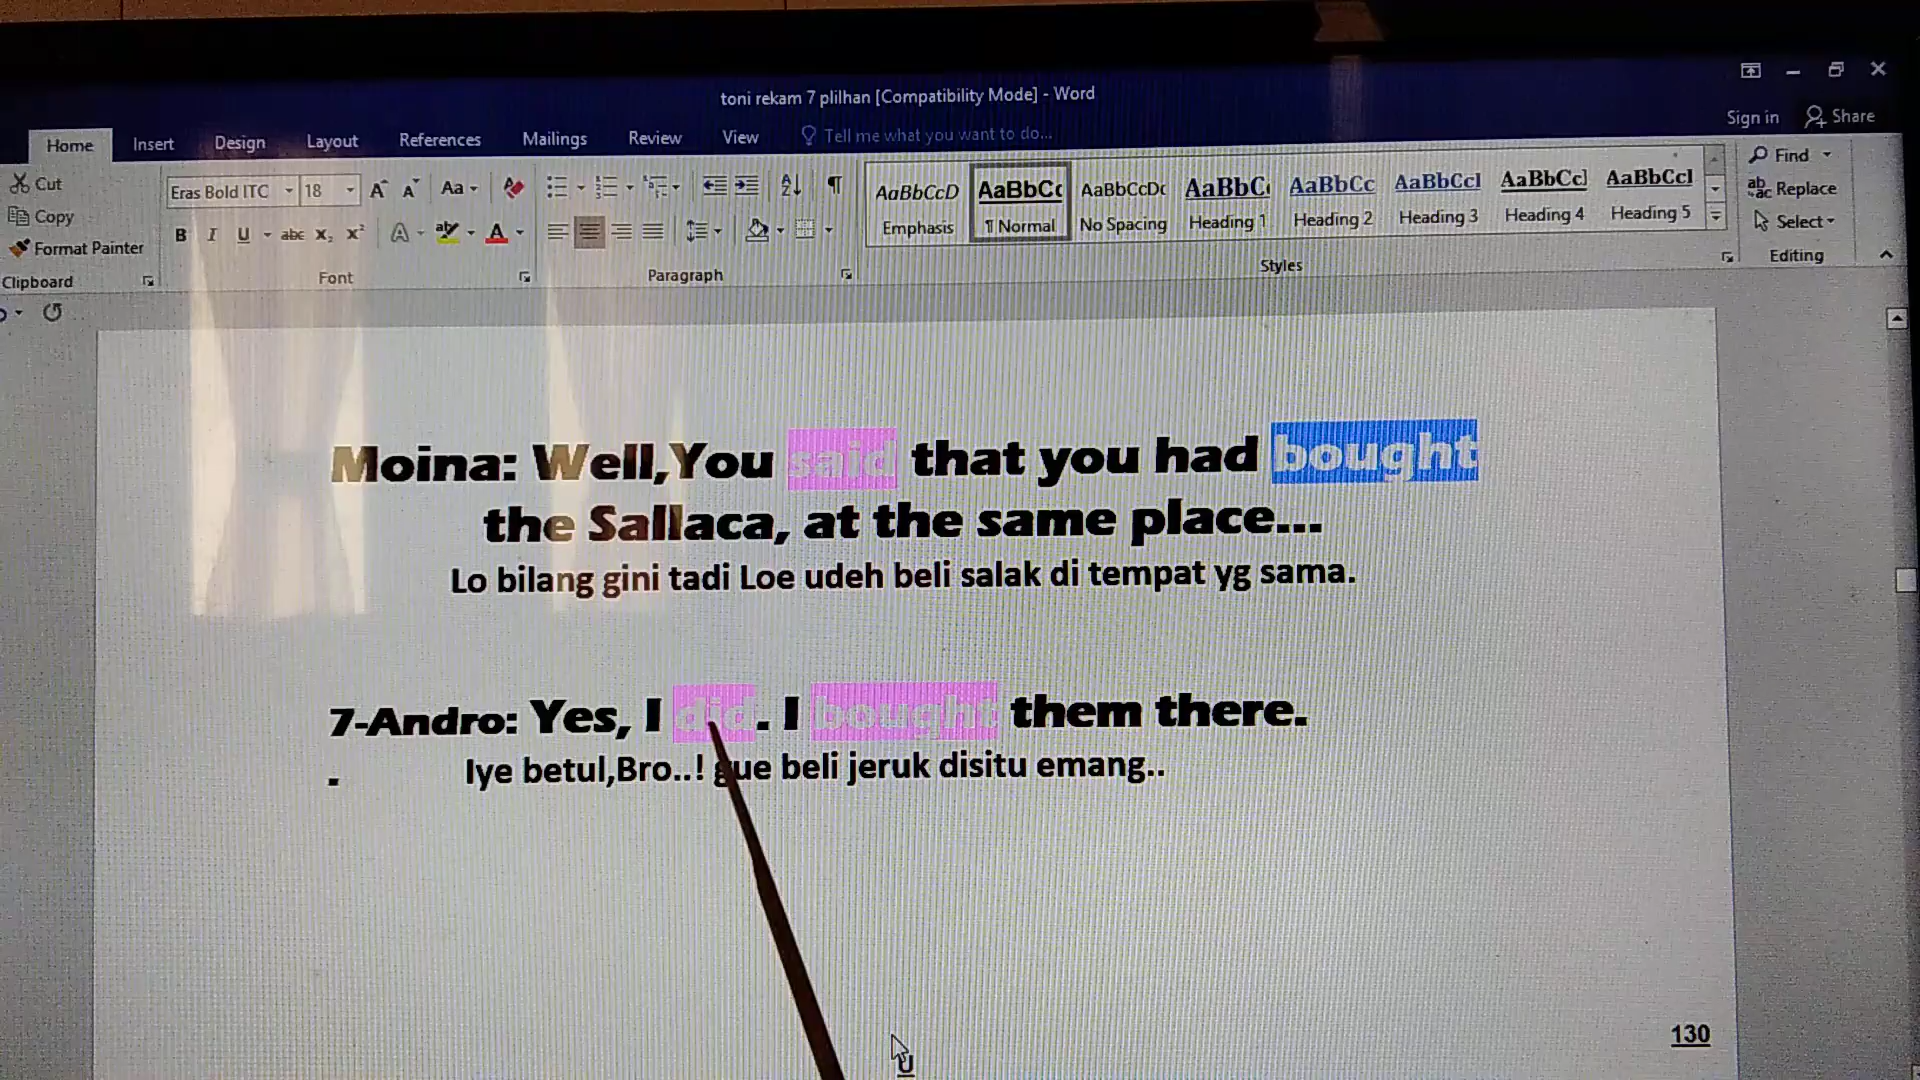 toni rekam 7 plilhan [Compatibility Mode] - Word
Sign in Share
Home Insert Design Layout References Mailings Review View Tell me what you want to do...
Cut
Copy
Format Painter
Clipboard
Eras Bold ITC 18
Font
Paragraph
AaBbCcD AaBbCc AaBbCcDc AaBbC AaBbCc AaBbCcl AaBbCcl AaBbCcl
Emphasis ¶ Normal No Spacing Heading 1 Heading 2 Heading 3 Heading 4 Heading 5
Styles
Find
Replace
Select
Editing
Moina: Well,You said that you had bought
the Sallaca, at the same place...
Lo bilang gini tadi Loe udeh beli salak di tempat yg sama.
7-Andro: Yes, I did. I bought them there.
. Iye betul,Bro..! gue beli jeruk disitu emang..
130